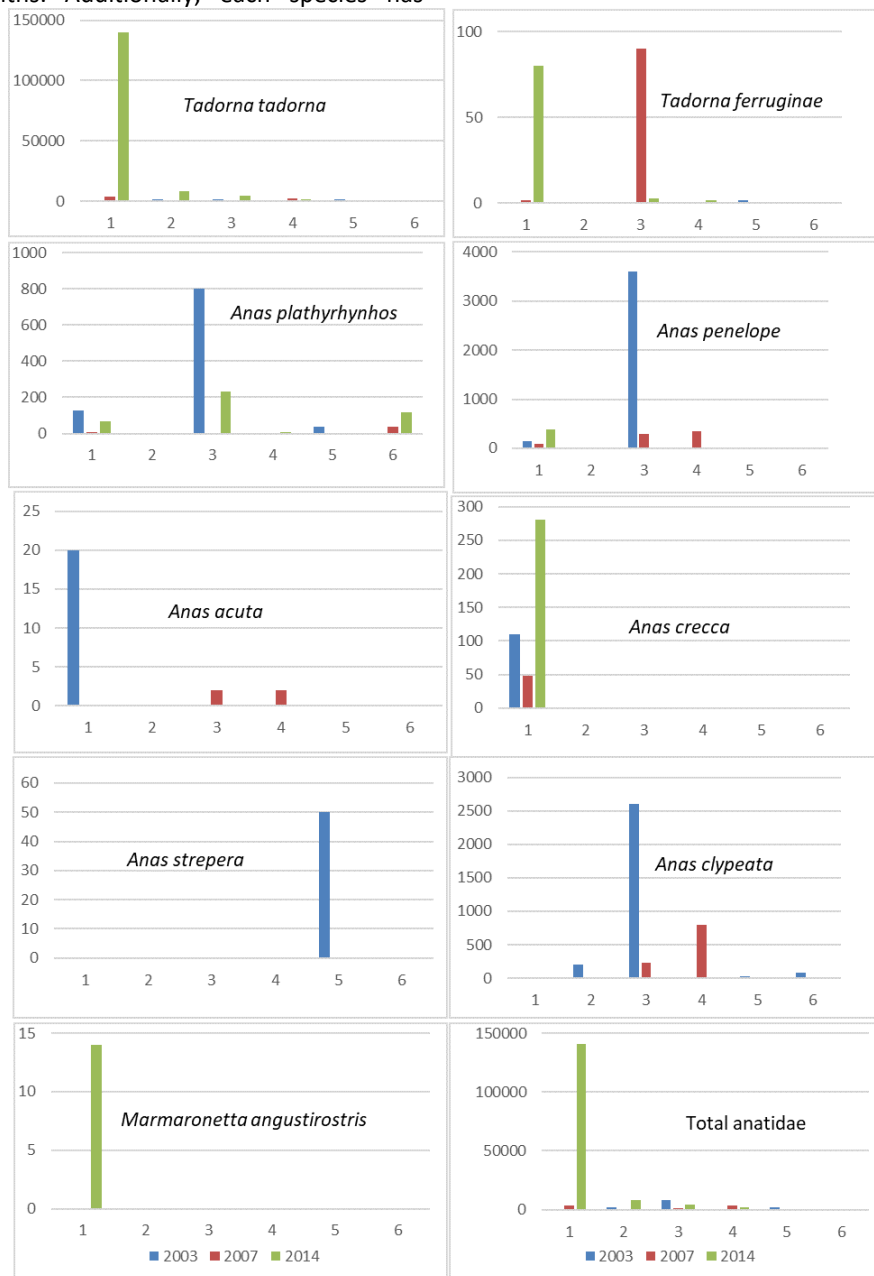 Additionally, each species has
150000
100000
50000
0
Tadorna tadorna
1 2 3 4 5 6
100
50
0
Tadorna ferruginae
1 2 3 4 5 6
1000
800
600
400
200
0
Anas plathyrhynhos
1 2 3 4 5 6
4000
3000
2000
1000
0
Anas penelope
1 2 3 4 5 6
25
20
15
10
5
0
Anas acuta
1 2 3 4 5 6
300
250
200
150
100
50
0
Anas crecca
1 2 3 4 5 6
60
50
40
30
20
10
0
Anas strepera
1 2 3 4 5 6
3000
2500
2000
1500
1000
500
0
Anas clypeata
1 2 3 4 5 6
15
10
5
0
Marmaronetta angustirostris
1 2 3 4 5 6
2003 2007 2014
150000
100000
50000
0
Total anatidae
1 2 3 4 5 6
2003 2007 2014